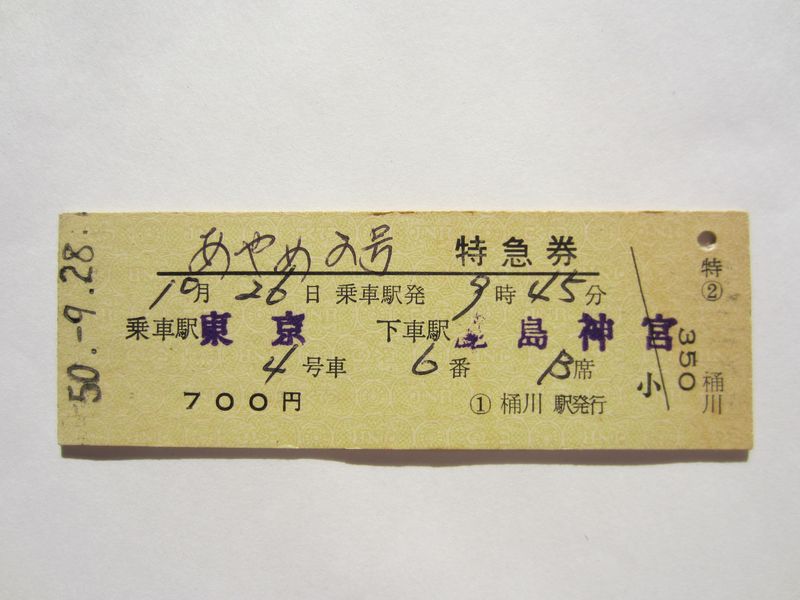 50.-9.28.
あやめの号 特急券
10月26日 乗車駅発 9時45分
乗車駅 東京 下車駅 鹿島神宮
4号車 6番 B席
700円 ①桶川 駅発行
小
特②
350
桶川